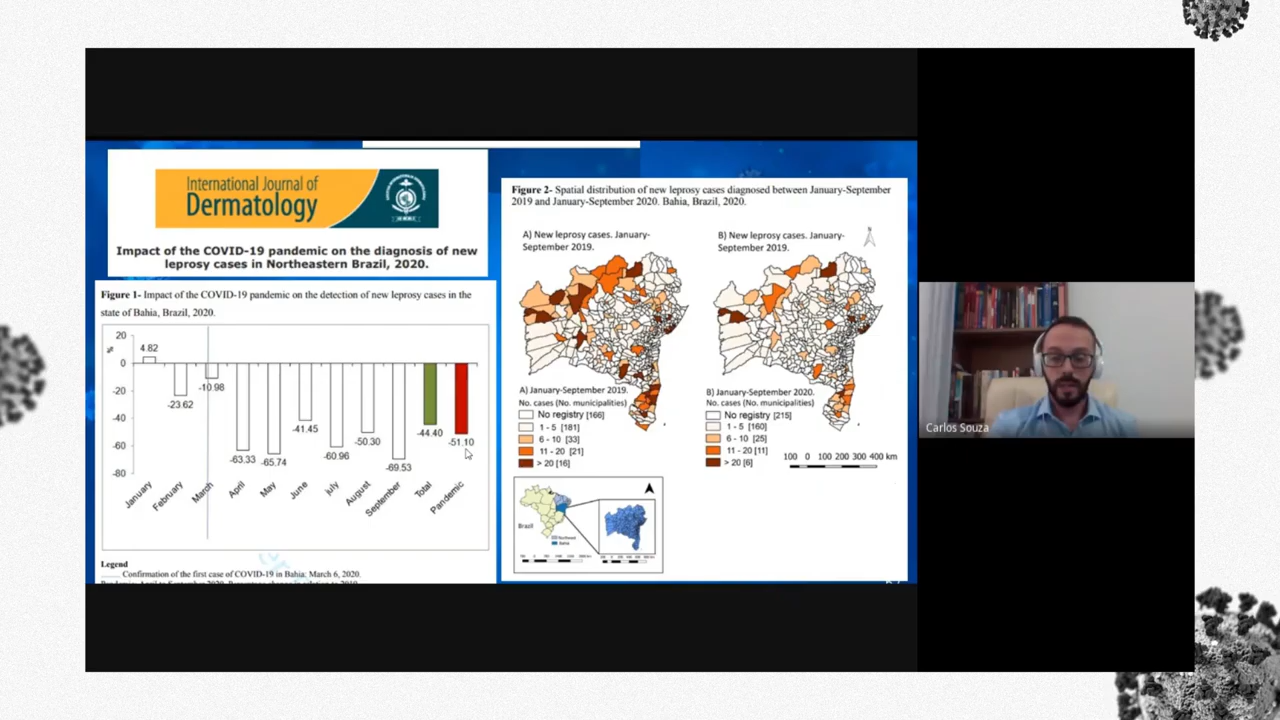 International Journal of
Dermatology
Impact of the COVID-19 pandemic on the diagnosis of new
leprosy cases in Northeastern Brazil, 2020.
Figure 1- Impact of the COVID-19 pandemic on the detection of new leprosy cases in the
state of Bahia, Brazil, 2020.
%
20
0
-20
-40
-60
-80
4.82
-23.62
-10.98
-63.33
-65.74
-41.45
-60.96
-50.30
-69.53
-44.40
-51.10
January
February
March
April
May
June
July
August
September
Total
Pandemic
Legend
Confirmation of the first case of COVID-19 in Bahia: March 6, 2020.
Figure 2- Spatial distribution of new leprosy cases diagnosed between January-September
2019 and January-September 2020. Bahia, Brazil, 2020.
A) New leprosy cases. January-
September 2019.
B) New leprosy cases. January-
September 2019.
N
A) January-September 2019.
No. cases (No. municipalities)
No registry [166]
1 - 5 [181]
6 - 10 [33]
11 - 20 [21]
> 20 [16]
B) January-September 2020.
No. cases (No. municipalities)
No registry [215]
1 - 5 [160]
6 - 10 [25]
11 - 20 [11]
> 20 [6]
100 0 100 200 300 400 km
Brazil
Northeast
Bahia
Carlos Souza